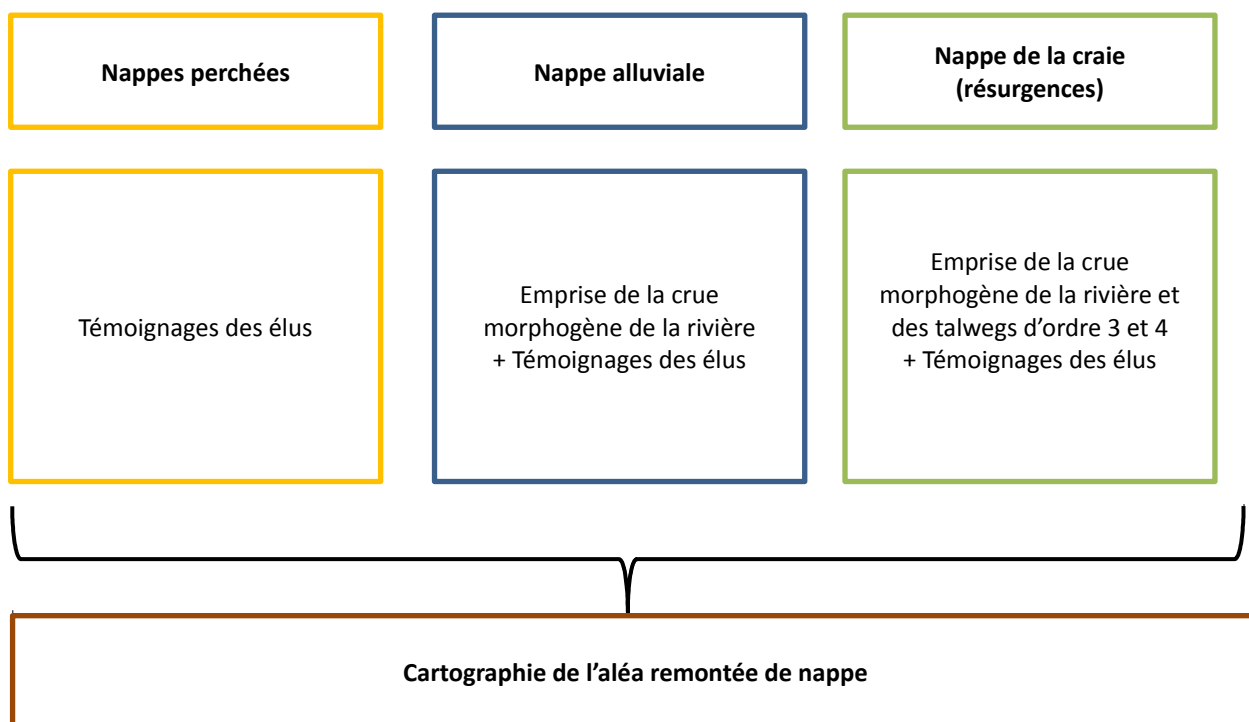 Nappes perchées
Nappe alluviale
Nappe de la craie
(résurgences)
Témoignages des élus
Emprise de la crue
morphogène de la rivière
+ Témoignages des élus
Emprise de la crue
morphogène de la rivière et
des talwegs d’ordre 3 et 4
+ Témoignages des élus
Cartographie de l’aléa remontée de nappe